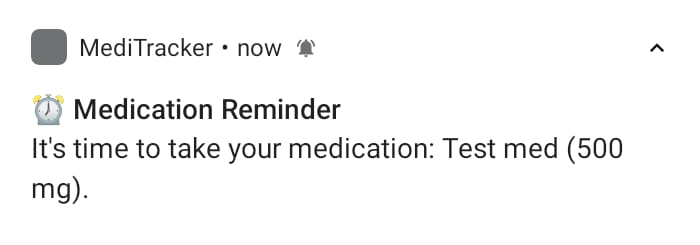 MediTracker • now
⏰ Medication Reminder
It's time to take your medication: Test med (500
mg).